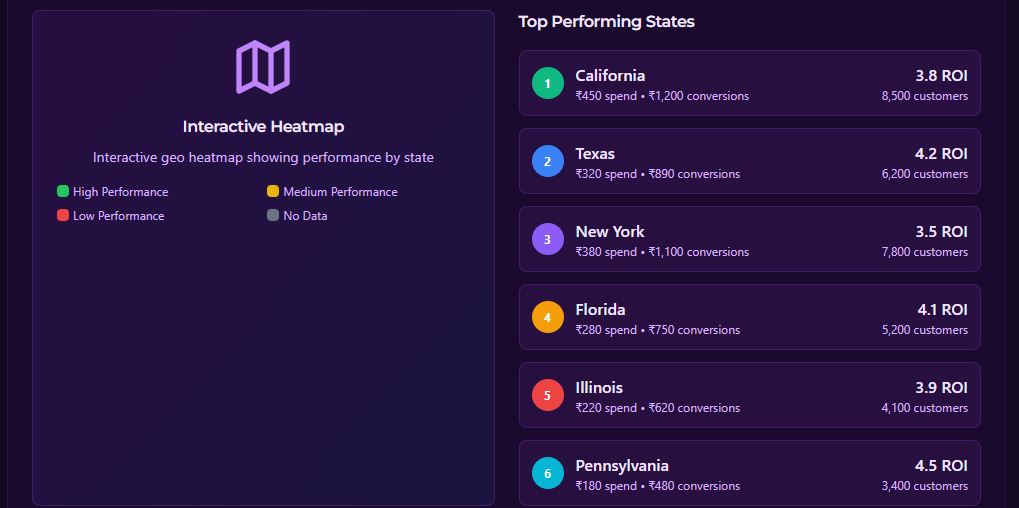 Interactive Heatmap
Interactive geo heatmap showing performance by state
High Performance
Medium Performance
Low Performance
No Data
Top Performing States
1
California
3.8 ROI
₹450 spend • ₹1,200 conversions
8,500 customers
2
Texas
4.2 ROI
₹320 spend • ₹890 conversions
6,200 customers
3
New York
3.5 ROI
₹380 spend • ₹1,100 conversions
7,800 customers
4
Florida
4.1 ROI
₹280 spend • ₹750 conversions
5,200 customers
5
Illinois
3.9 ROI
₹220 spend • ₹620 conversions
4,100 customers
6
Pennsylvania
4.5 ROI
₹180 spend • ₹480 conversions
3,400 customers